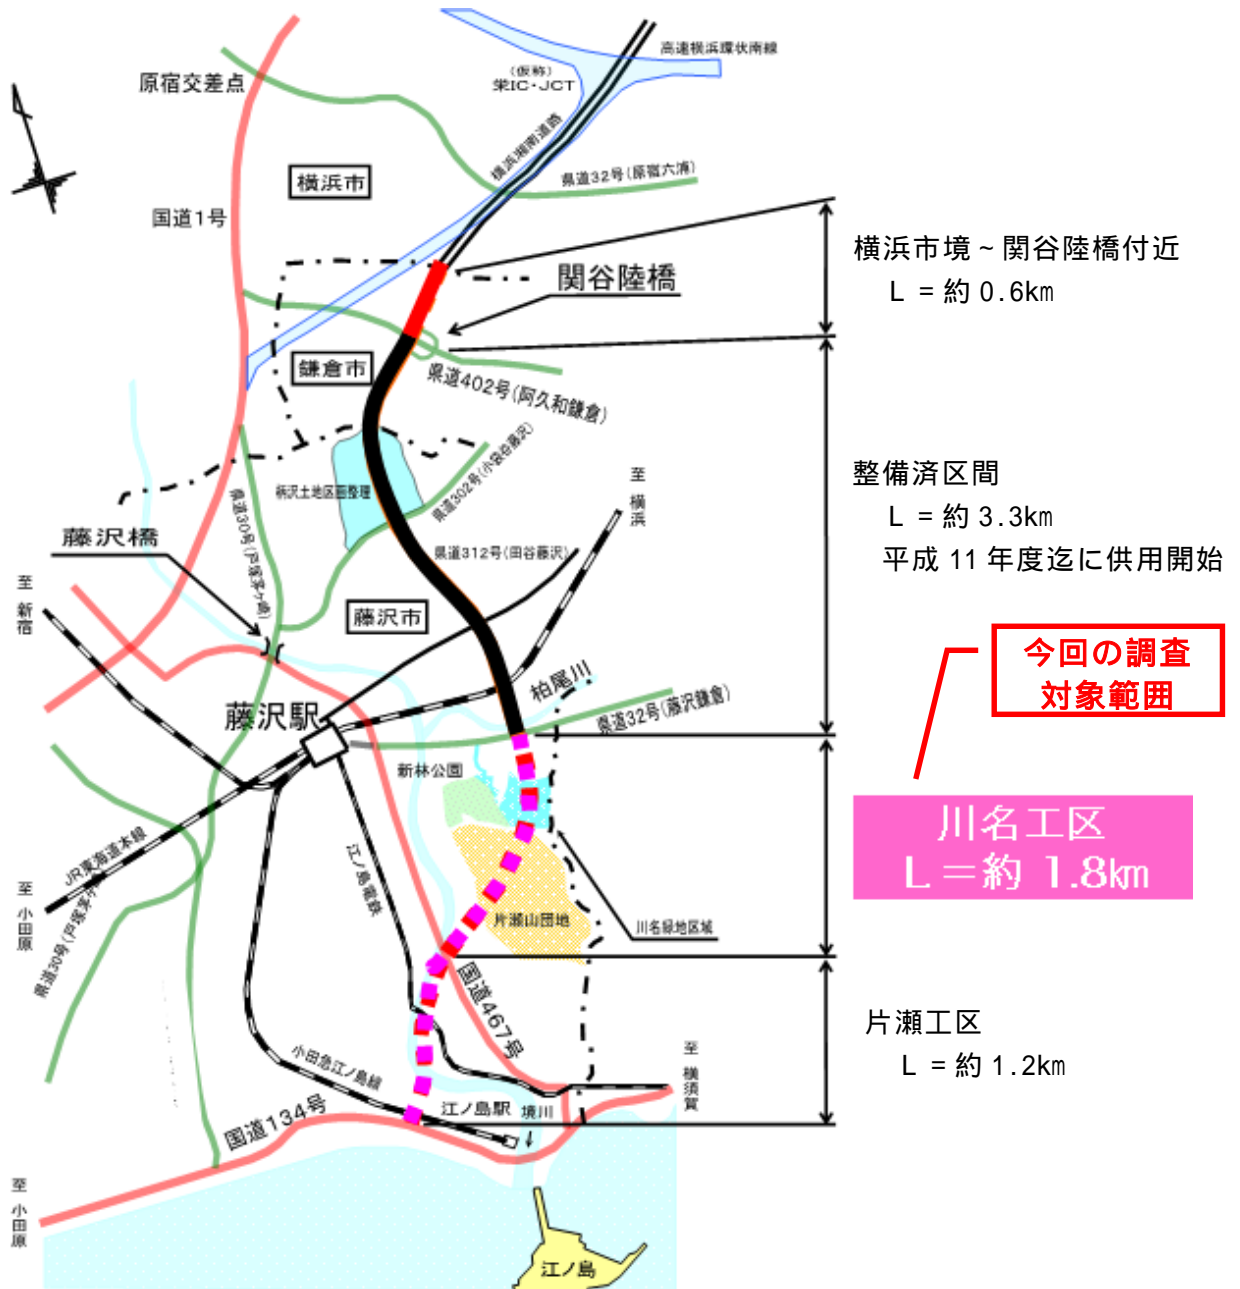 高速横浜環状南線
(仮称)
栄IC・JCT
原宿交差点
横浜湘南道路
県道32号(原宿六浦)
横浜市
国道1号
横浜市境~関谷陸橋付近
L = 約 0.6km
関谷陸橋
鎌倉市
県道402号(阿久和鎌倉)
県道302号(小袋谷藤沢)
柄沢土地区画整理
至 横浜
整備済区間
L = 約 3.3km
平成 11 年度迄に供用開始
県道30号(戸塚茅ヶ崎)
藤沢橋
県道312号(田谷藤沢)
至 新宿
藤沢市
今回の調査
対象範囲
柏尾川
県道32号(藤沢鎌倉)
藤沢駅
新林公園
川名工区
L=約 1.8km
JR東海道本線
江ノ島電鉄
至 小田原
片瀬山団地
川名緑地区域
県道30号(戸塚茅ヶ
国道467号
片瀬工区
L = 約 1.2km
小田急江ノ島線
至 横須賀
国道134号
江ノ島駅
境川
至 小田原
江ノ島